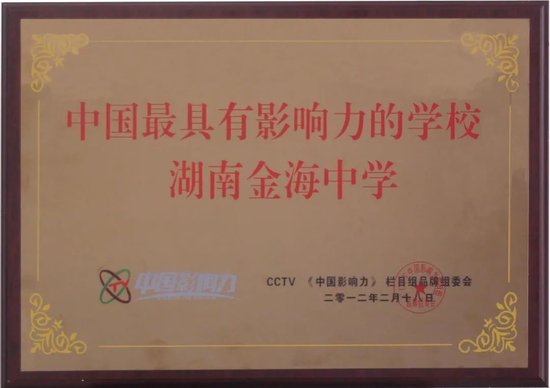 中国最具有影响力的学校
湖南金海中学
中国影响力
CCTV 《中国影响力》 栏目组品牌组委会
二零一二年二月十八日